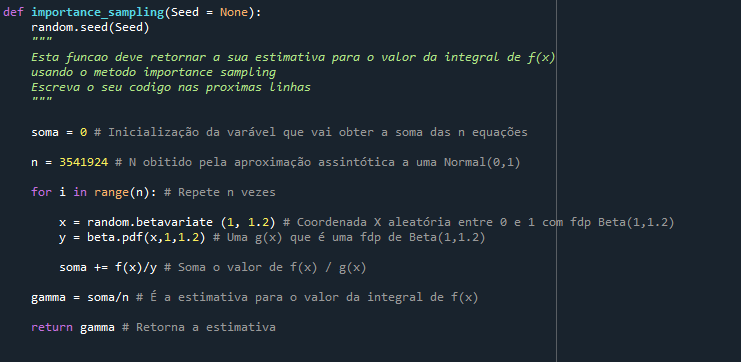 def importance_sampling(Seed = None):
    random.seed(Seed)
    """
    Esta funcao deve retornar a sua estimativa para o valor da integral de f(x)
    usando o metodo importance sampling
    Escreva o seu codigo nas proximas linhas
    """
    soma = 0 # Inicialização da varável que vai obter a soma das n equações
    n = 3541924 # N obitido pela aproximação assintótica a uma Normal(0,1)
    for i in range(n): # Repete n vezes
        x = random.betavariate (1, 1.2) # Coordenada X aleatória entre 0 e 1 com fdp Beta(1,1.2)
        y = beta.pdf(x,1,1.2) # Uma g(x) que é uma fdp de Beta(1,1.2)
        soma += f(x)/y # Soma o valor de f(x) / g(x)
    gamma = soma/n # É a estimativa para o valor da integral de f(x)
    return gamma # Retorna a estimativa